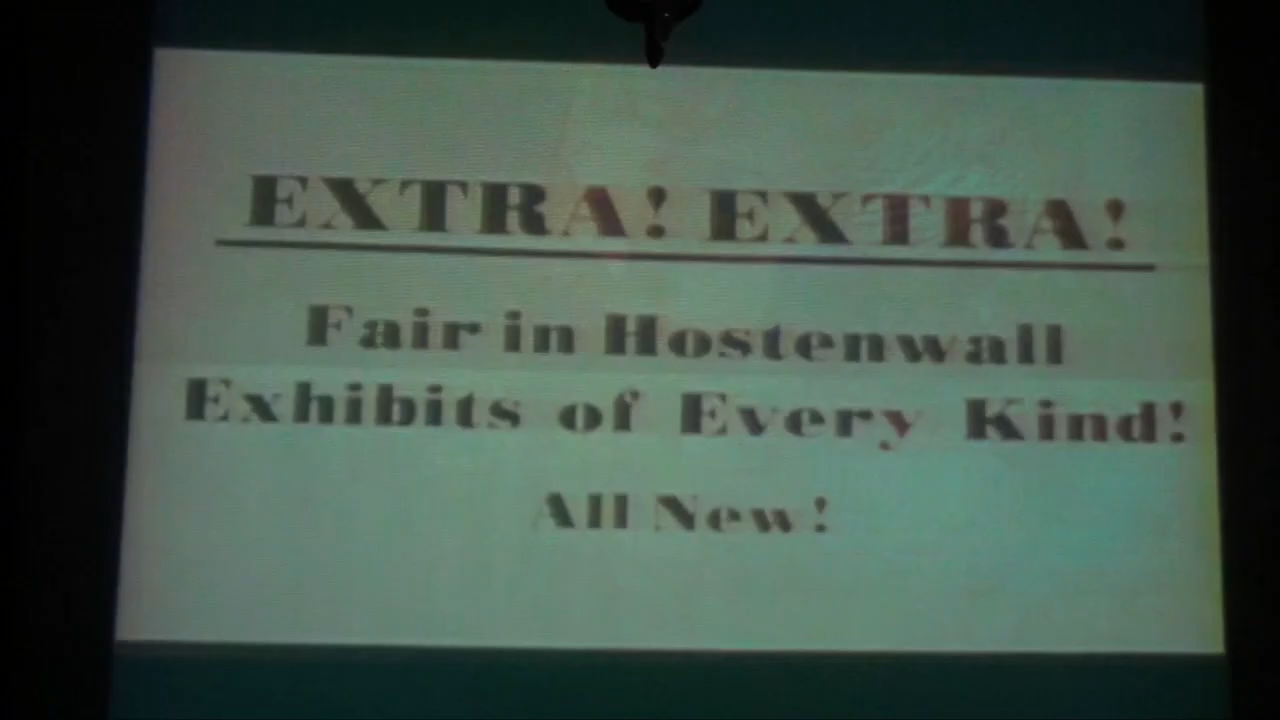 EXTRA! EXTRA!
Fair in Hostenwall
Exhibits of Every Kind!
All New!